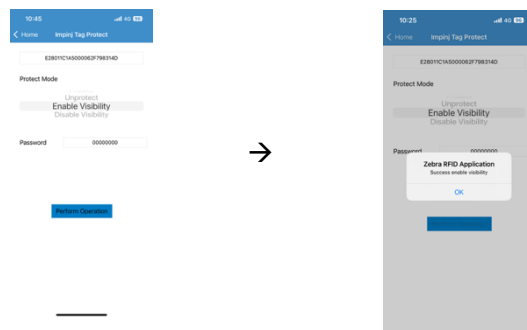 10:45
4G
Home Impinj Tag Protect
E28011C1A5000062F798314D
Protect Mode
Unprotect
Enable Visibility
Disable Visibility
Password 00000000
Perform Operation
→
10:25
4G
Home Impinj Tag Protect
E28011C1A5000062F798314D
Protect Mode
Unprotect
Enable Visibility
Disable Visibility
Password 00000000
Zebra RFID Application
Success enable visibility
OK